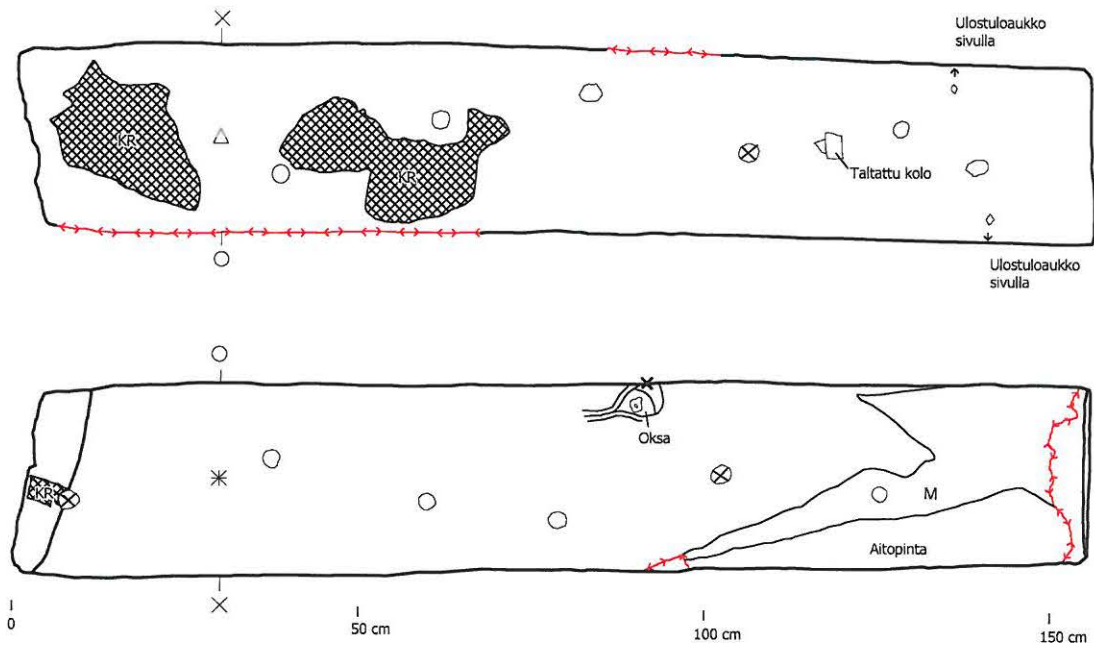 Ulostuloaukko
sivulla
KR
KR
Taltattu kolo
Ulostuloaukko
sivulla
Oksa
KR
M
Aitopinta
0
50 cm
100 cm
150 cm